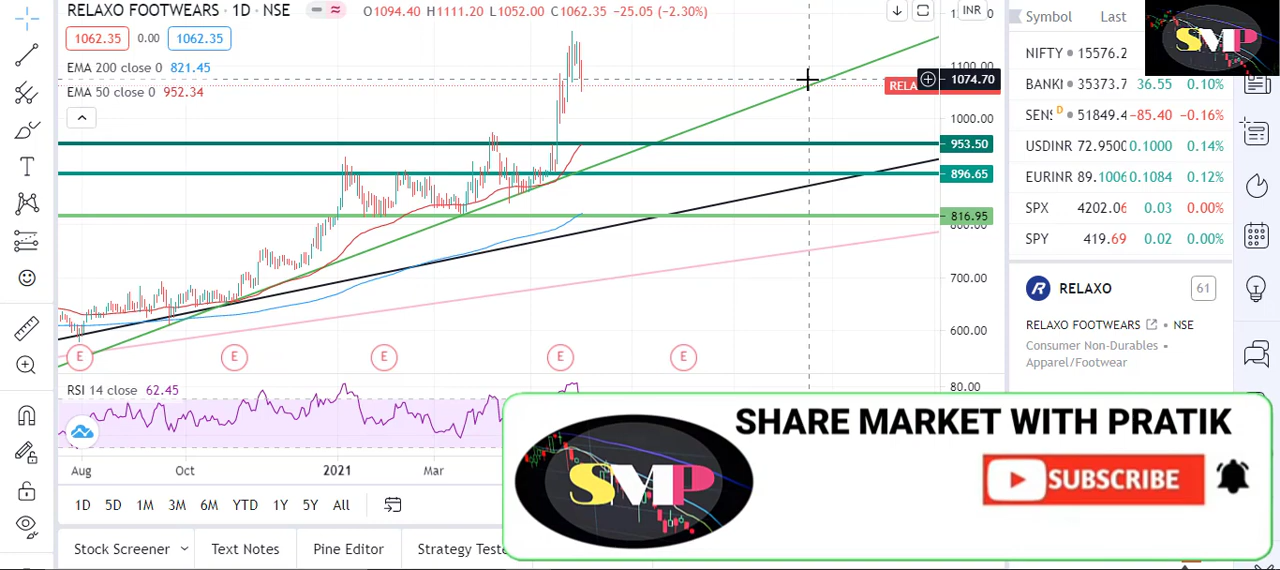 RELAXO FOOTWEARS · 1D · NSE
O1094.40 H1111.20 L1052.00 C1062.35 −25.05 (−2.30%)
INR
1062.35 0.00 1062.35
EMA 200 close 0 821.45
EMA 50 close 0 952.34
1100.00
1074.70
RELA
1000.00
953.50
896.65
816.95
800.00
700.00
600.00
E E E E E
RSI 14 close 62.45
80.00
Aug Oct 2021 Mar
1D 5D 1M 3M 6M YTD 1Y 5Y All
Stock Screener Text Notes Pine Editor Strategy Teste
Symbol Last
SMP
NIFTY 15576.2
BANKI 35373.7 36.55 0.10%
SENS D 51849.4 −85.40 −0.16%
USDINR 72.9500 0.1000 0.14%
EURINR 89.1006 0.1084 0.12%
SPX 4202.06 0.03 0.00%
SPY 419.69 0.02 0.00%
RELAXO 61
RELAXO FOOTWEARS • NSE
Consumer Non-Durables •
Apparel/Footwear
SHARE MARKET WITH PRATIK
SMP
SUBSCRIBE